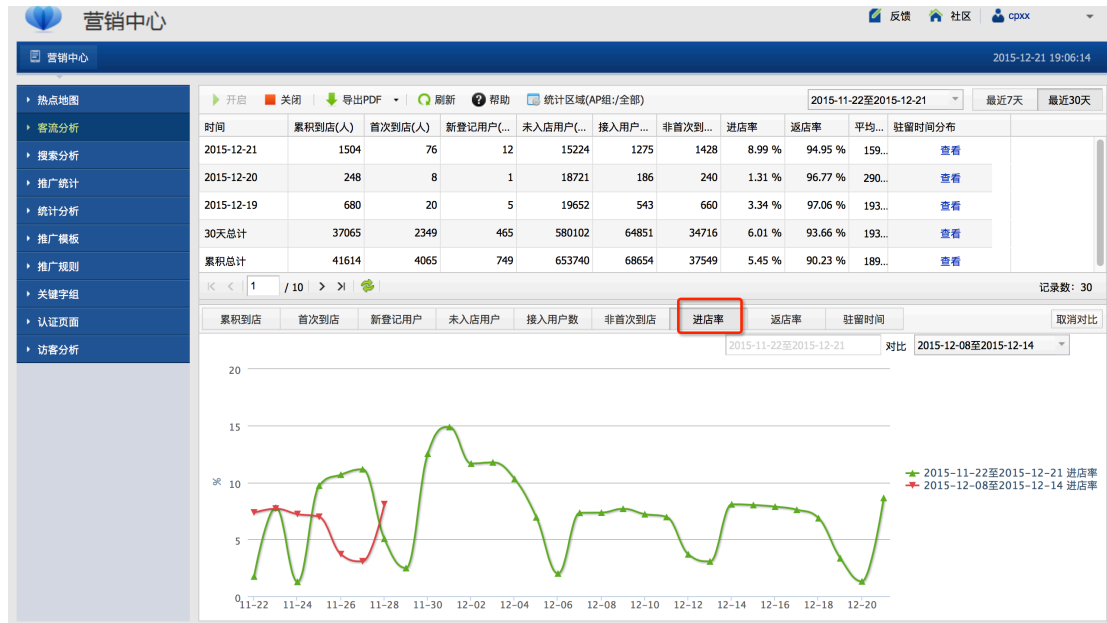 营销中心
反馈 社区 cpxx
营销中心 2015-12-21 19:06:14
热点地图
客流分析
搜索分析
推广统计
统计分析
推广模板
推广规则
关键字组
认证页面
访客分析
开启 关闭 导出PDF 刷新 帮助 统计区域(AP组:/全部) 2015-11-22至2015-12-21 最近7天 最近30天
时间 累积到店(人) 首次到店(人) 新登记用户(... 未入店用户(... 接入用户... 非首次到... 进店率 返店率 平均... 驻留时间分布
2015-12-21 1504 76 12 15224 1275 1428 8.99 % 94.95 % 159... 查看
2015-12-20 248 8 1 18721 186 240 1.31 % 96.77 % 290... 查看
2015-12-19 680 20 5 19652 543 660 3.34 % 97.06 % 193... 查看
30天总计 37065 2349 465 580102 64851 34716 6.01 % 93.66 % 193... 查看
累积总计 41614 4065 749 653740 68654 37549 5.45 % 90.23 % 189... 查看
1 / 10 记录数: 30
累积到店 首次到店 新登记用户 未入店用户 接入用户数 非首次到店 进店率 返店率 驻留时间 取消对比
2015-11-22至2015-12-21 对比 2015-12-08至2015-12-14
20
15
10
5
0
%
2015-11-22至2015-12-21 进店率
2015-12-08至2015-12-14 进店率
11-22 11-24 11-26 11-28 11-30 12-02 12-04 12-06 12-08 12-10 12-12 12-14 12-16 12-18 12-20